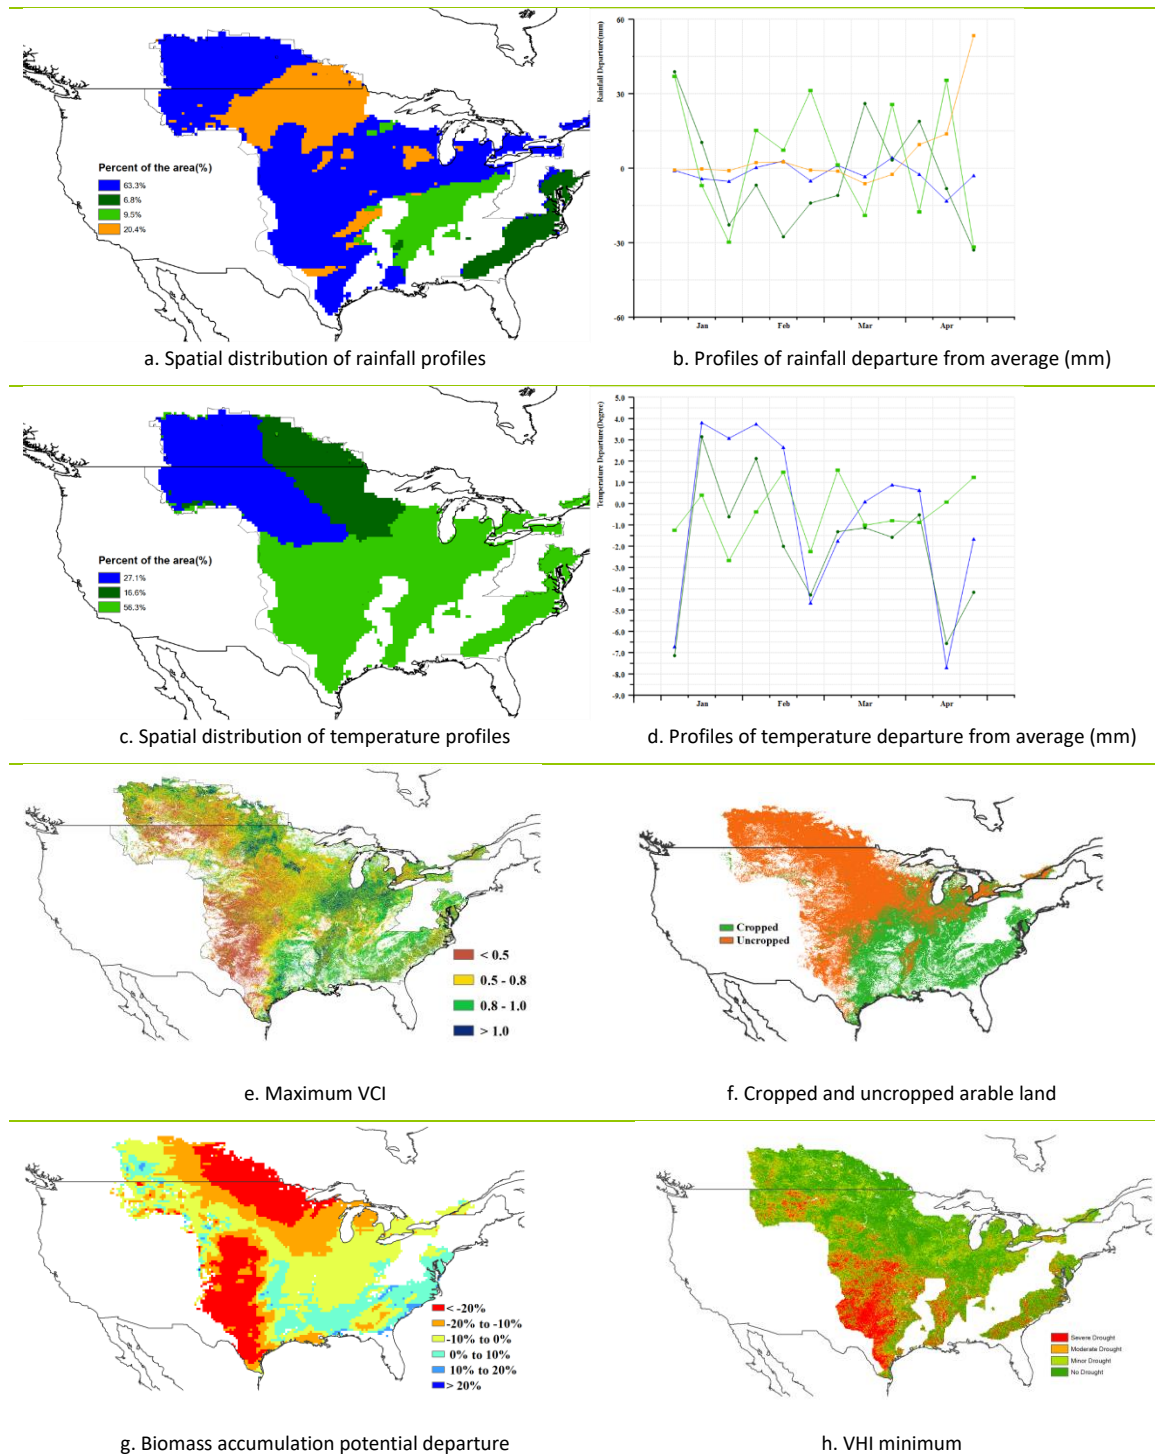 Percent of the area(%)
63.3%
6.8%
9.5%
20.4%
Rainfall Departure(mm)
60
30
0
-30
-60
Jan Feb Mar Apr
a. Spatial distribution of rainfall profiles
b. Profiles of rainfall departure from average (mm)
Percent of the area(%)
27.1%
16.6%
56.3%
Temperature Departure(Degree)
5.0
4.0
3.0
2.0
1.0
0.0
-1.0
-2.0
-3.0
-4.0
-5.0
-6.0
-7.0
-8.0
-9.0
Jan Feb Mar Apr
c. Spatial distribution of temperature profiles
d. Profiles of temperature departure from average (mm)
< 0.5
0.5 - 0.8
0.8 - 1.0
> 1.0
Cropped
Uncropped
e. Maximum VCI
f. Cropped and uncropped arable land
< -20%
-20% to -10%
-10% to 0%
0% to 10%
10% to 20%
> 20%
Severe Drought
Moderate Drought
Minor Drought
No Drought
g. Biomass accumulation potential departure
h. VHI minimum